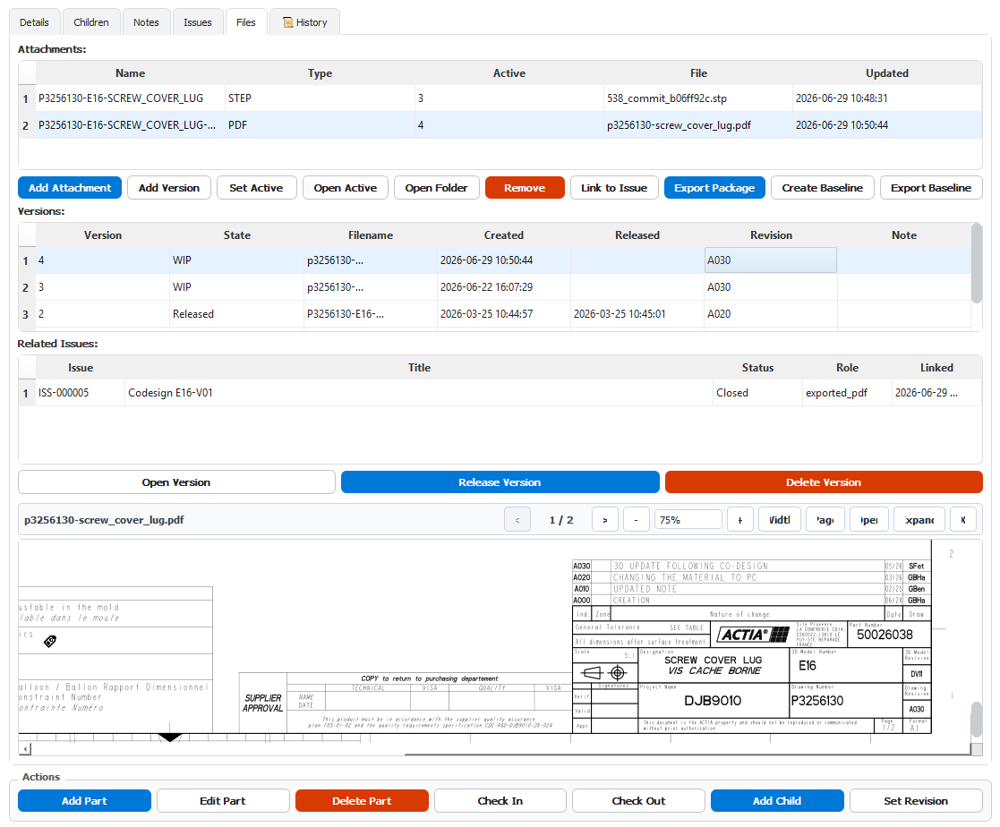 Details Children Notes Issues Files History
Attachments:
Name Type Active File Updated
1 P3256130-E16-SCREW_COVER_LUG STEP 3 538_commit_b06ff92c.stp 2026-06-29 10:48:31
2 P3256130-E16-SCREW_COVER_LUG-... PDF 4 p3256130-screw_cover_lug.pdf 2026-06-29 10:50:44
Add Attachment Add Version Set Active Open Active Open Folder Remove Link to Issue Export Package Create Baseline Export Baseline
Versions:
Version State Filename Created Released Revision Note
1 4 WIP p3256130-... 2026-06-29 10:50:44 A030
2 3 WIP p3256130-... 2026-06-22 16:07:29 A030
3 2 Released P3256130-E16-... 2026-03-25 10:44:57 2026-03-25 10:45:01 A020
Related Issues:
Issue Title Status Role Linked
1 ISS-000005 Codesign E16-V01 Closed exported_pdf 2026-06-29 ...
Open Version Release Version Delete Version
p3256130-screw_cover_lug.pdf < 1 / 2 > - 75% + Widtl Page Open Expand X
2
A030 3D UPDATE FOLLOWING CO-DESIGN 05/26 SFet
A020 CHANGING THE MATERIAL TO PC 03/26 GBHa
A010 UPDATED NOTE 02/25 GBen
A000 CREATION 06/24 GBHa
Ind. Zone Nature of change Date Draw
ustable in the mold
lable dans le moule
ics
alloon / Ballon Rapport Dimensionnel
onstraint Number
ontrainte Numéro
General Tolerance SEE TABLE
All dimensions after surface treatment
ACTIA®
Site Provence
Part Number
50026038
Scale 5:1
Designation
SCREW COVER LUG
VIS CACHE BORNE
3D Model Number
E16
3D Model Revision
DV11
Signatures
Verif
Valid
Appr.
Project Name
DJB9010
Drawing Number
P3256130
Drawing Revision
A030
This document is the ACTIA property and should not be reproduced or communicated
without prior authorization
Page
1/2
Format
A1
COPY to return to purchasing departement
SUPPLIER
APPROVAL
TECHNICAL VISA QUALITY VISA
NAME
DATE
This product must be in accordance with the supplier quality assurance
plan E05-01-02 and the quality requirements specification CDC-R&D-DJB9010-26-024
Actions
Add Part Edit Part Delete Part Check In Check Out Add Child Set Revision